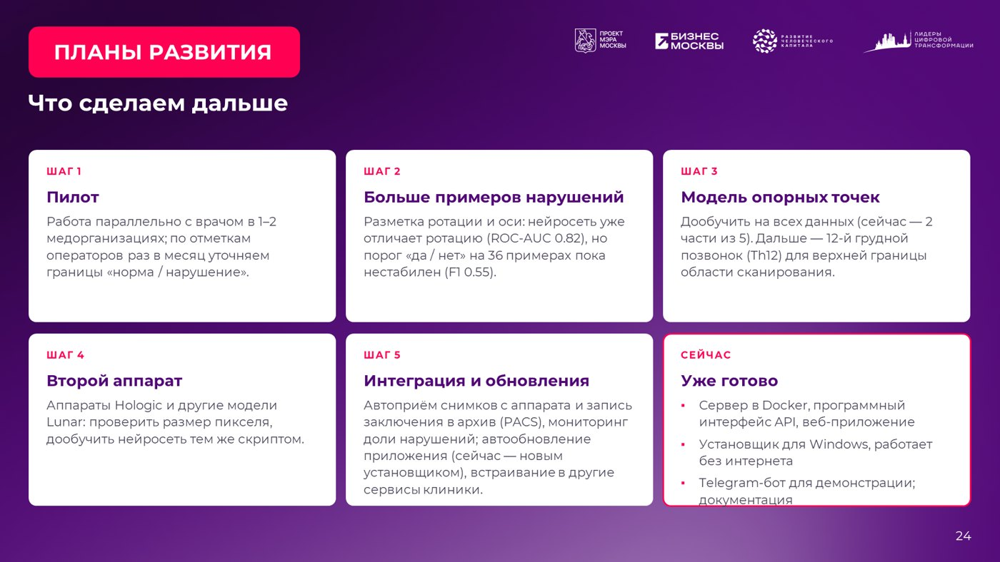 ПЛАНЫ РАЗВИТИЯ
ПРОЕКТ
МЭРА
МОСКВЫ
БИЗНЕС
МОСКВЫ
РАЗВИТИЕ
ЧЕЛОВЕЧЕСКОГО
КАПИТАЛА
ЛИДЕРЫ
ЦИФРОВОЙ
ТРАНСФОРМАЦИИ
Что сделаем дальше
ШАГ 1
Пилот
Работа параллельно с врачом в 1–2
медорганизациях; по отметкам
операторов раз в месяц уточняем
границы «норма / нарушение».
ШАГ 2
Больше примеров нарушений
Разметка ротации и оси: нейросеть уже
отличает ротацию (ROC-AUC 0.82), но
порог «да / нет» на 36 примерах пока
нестабилен (F1 0.55).
ШАГ 3
Модель опорных точек
Дообучить на всех данных (сейчас — 2
части из 5). Дальше — 12-й грудной
позвонок (Th12) для верхней границы
области сканирования.
ШАГ 4
Второй аппарат
Аппараты Hologic и другие модели
Lunar: проверить размер пикселя,
дообучить нейросеть тем же скриптом.
ШАГ 5
Интеграция и обновления
Автоприём снимков с аппарата и запись
заключения в архив (PACS), мониторинг
доли нарушений; автообновление
приложения (сейчас — новым
установщиком), встраивание в другие
сервисы клиники.
СЕЙЧАС
Уже готово
▪ Сервер в Docker, программный
интерфейс API, веб-приложение
▪ Установщик для Windows, работает
без интернета
▪ Telegram-бот для демонстрации;
документация
24